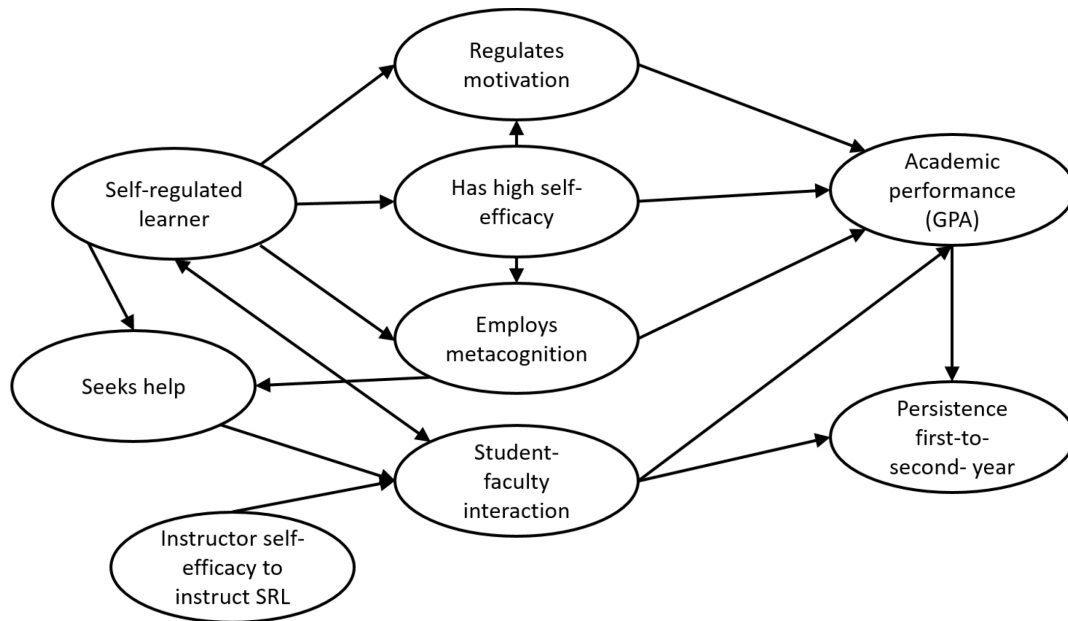 Regulates
motivation
Self-regulated
learner
Has high self-
efficacy
Academic
performance
(GPA)
Employs
metacognition
Seeks help
Student-
faculty
interaction
Persistence
first-to-
second- year
Instructor self-
efficacy to
instruct SRL